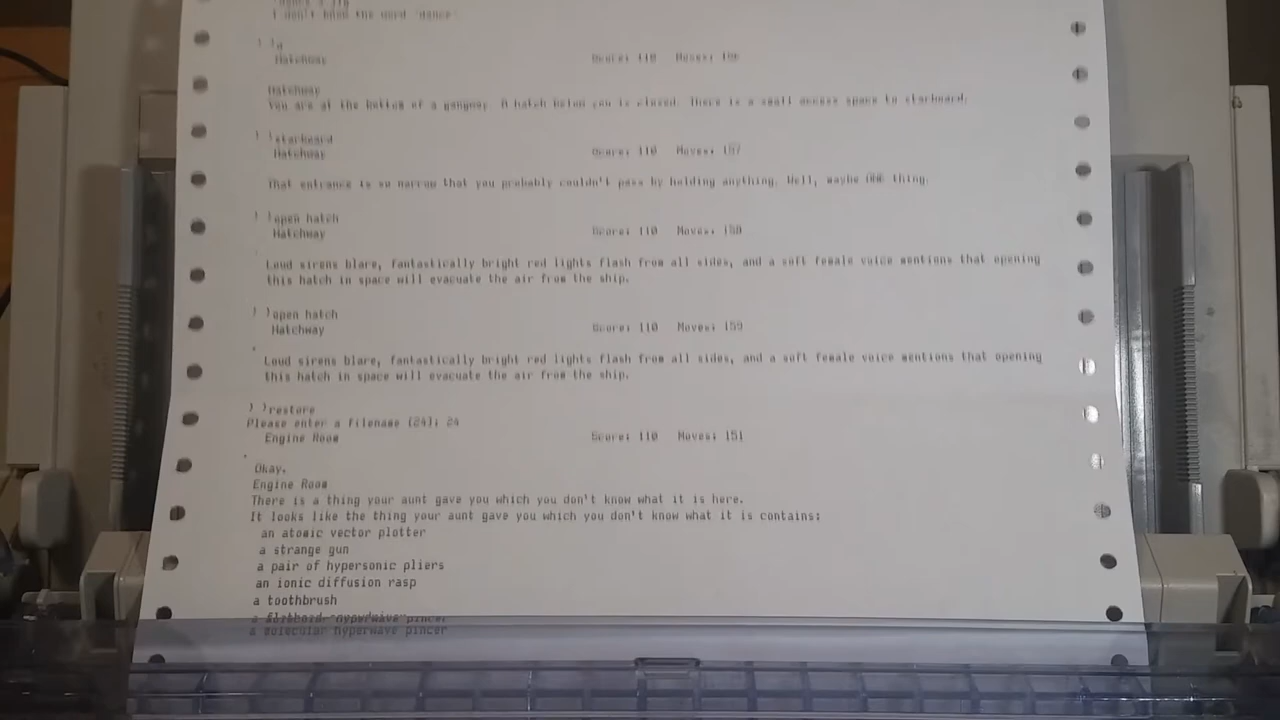 I don't know the word 'dance'
Hatchway Score: 110 Moves: 156
Hatchway
You are at the bottom of a gangway. A hatch below you is closed. There is a small access space to starboard.
) )starboard
Hatchway Score: 110 Moves: 157
That entrance is so narrow that you probably couldn't pass by holding anything. Well, maybe ONE thing.
) )open hatch
Hatchway Score: 110 Moves: 158
Loud sirens blare, fantastically bright red lights flash from all sides, and a soft female voice mentions that opening
this hatch in space will evacuate the air from the ship.
) )open hatch
Hatchway Score: 110 Moves: 159
Loud sirens blare, fantastically bright red lights flash from all sides, and a soft female voice mentions that opening
this hatch in space will evacuate the air from the ship.
) )restore
Please enter a filename [24]: 24
Engine Room Score: 110 Moves: 151
Okay.
Engine Room
There is a thing your aunt gave you which you don't know what it is here.
It looks like the thing your aunt gave you which you don't know what it is contains:
an atomic vector plotter
a strange gun
a pair of hypersonic pliers
an ionic diffusion rasp
a toothbrush
a molecular hyperwave pincer